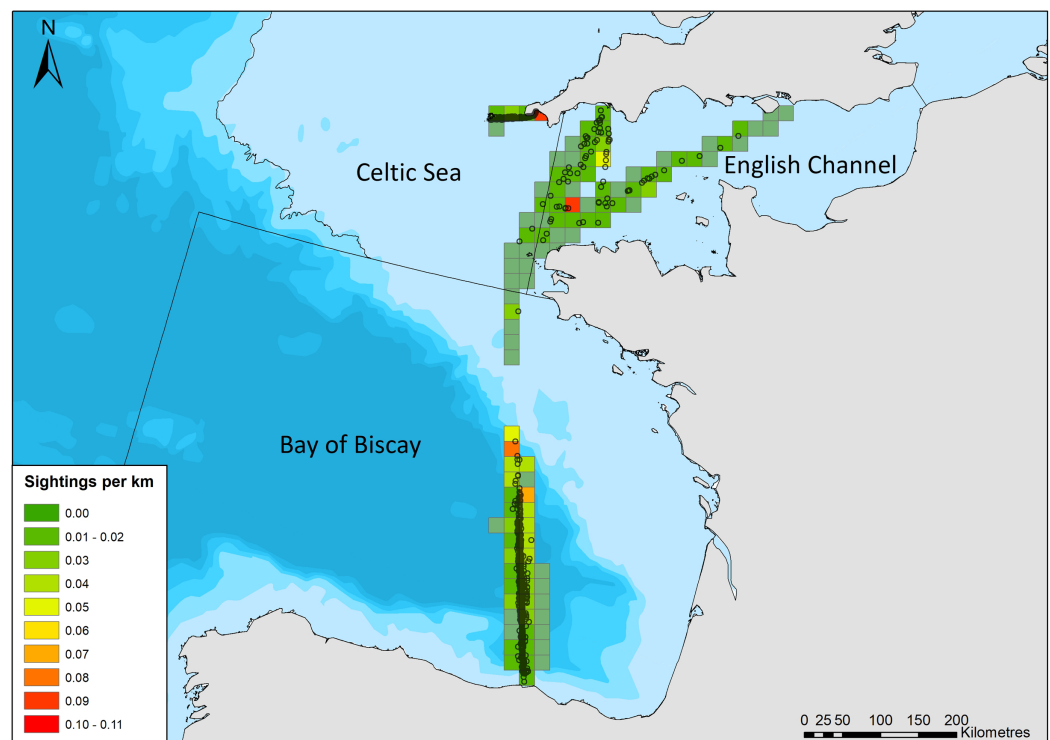 N
Celtic Sea
English Channel
Bay of Biscay
Sightings per km
0.00
0.01 - 0.02
0.03
0.04
0.05
0.06
0.07
0.08
0.09
0.10 - 0.11
0 25 50 100 150 200
Kilometres